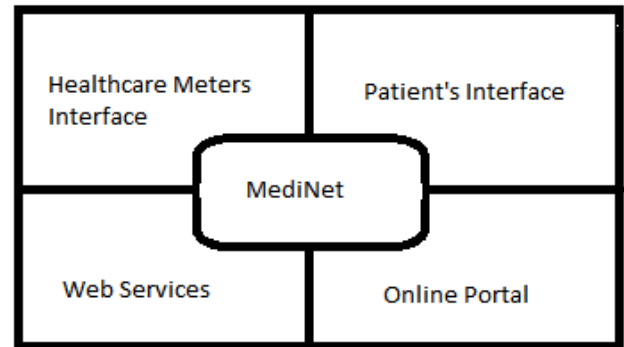 Healthcare Meters
Interface
Patient's Interface
MediNet
Web Services
Online Portal